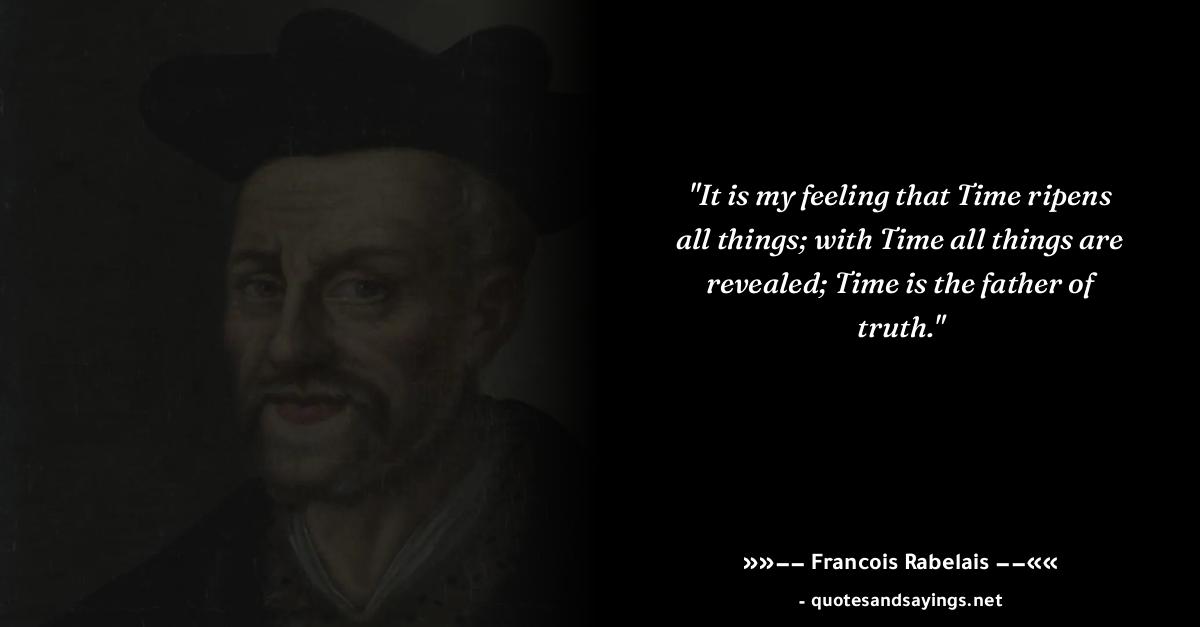 "It is my feeling that Time ripens
all things; with Time all things are
revealed; Time is the father of
truth."
»»−− Francois Rabelais −−««
- quotesandsayings.net